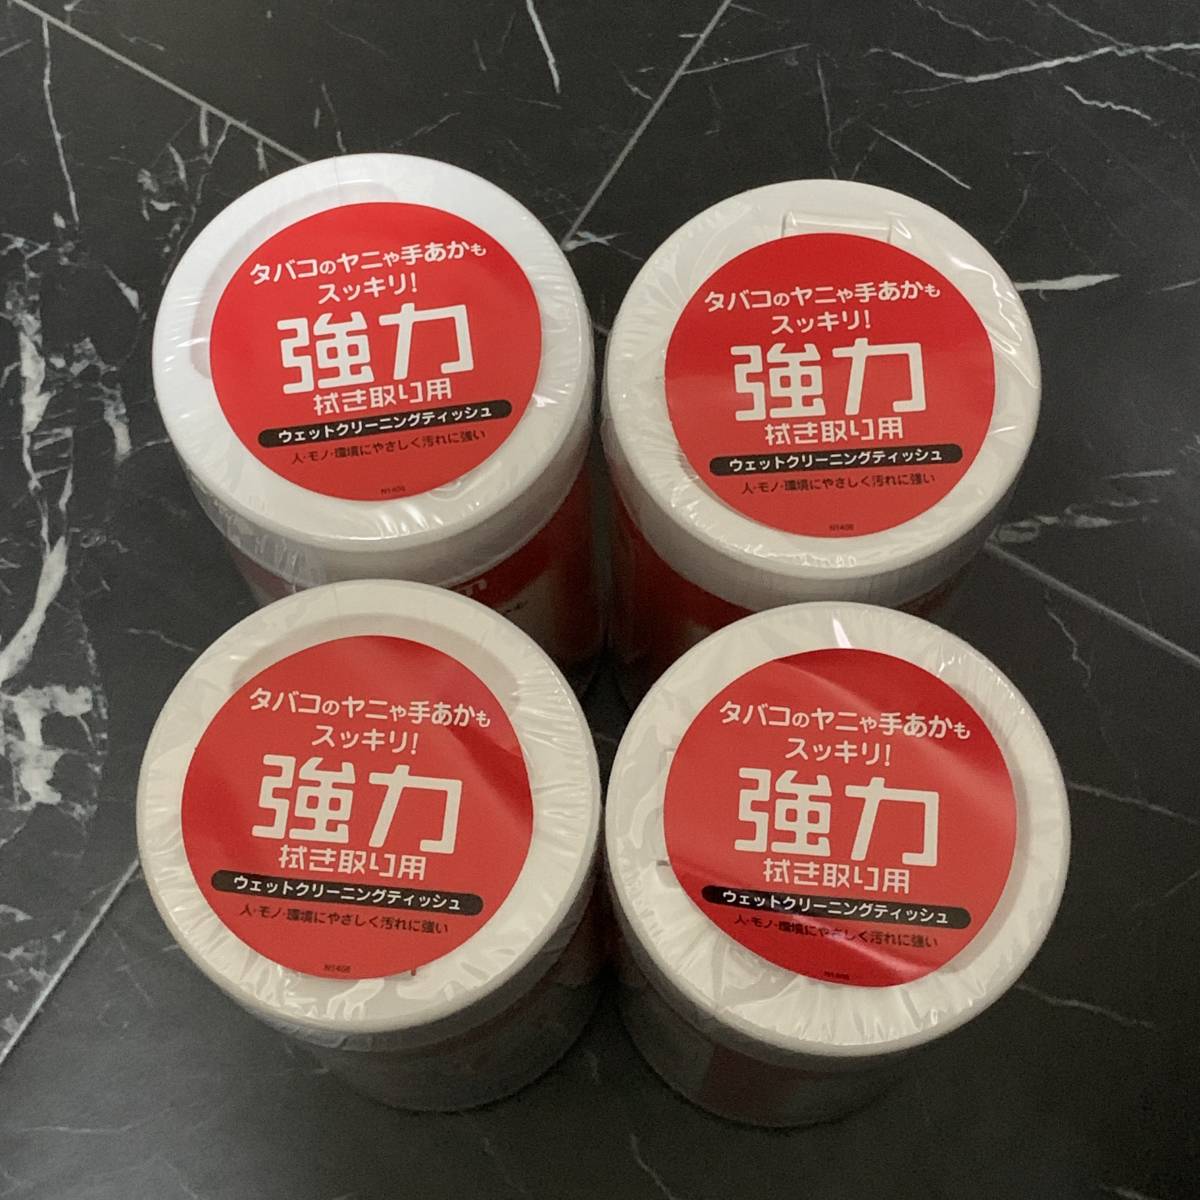 タバコのヤニや手あかも
スッキリ!
強力
拭き取り用
ウェットクリーニングティッシュ
人・モノ・環境にやさしく汚れに強い
N1408
タバコのヤニや手あかも
スッキリ!
強力
拭き取り用
ウェットクリーニングティッシュ
人・モノ・環境にやさしく汚れに強い
N1408
タバコのヤニや手あかも
スッキリ!
強力
拭き取り用
ウェットクリーニングティッシュ
人・モノ・環境にやさしく汚れに強い
N1408
タバコのヤニや手あかも
スッキリ!
強力
拭き取り用
ウェットクリーニングティッシュ
人・モノ・環境にやさしく汚れに強い
N1408